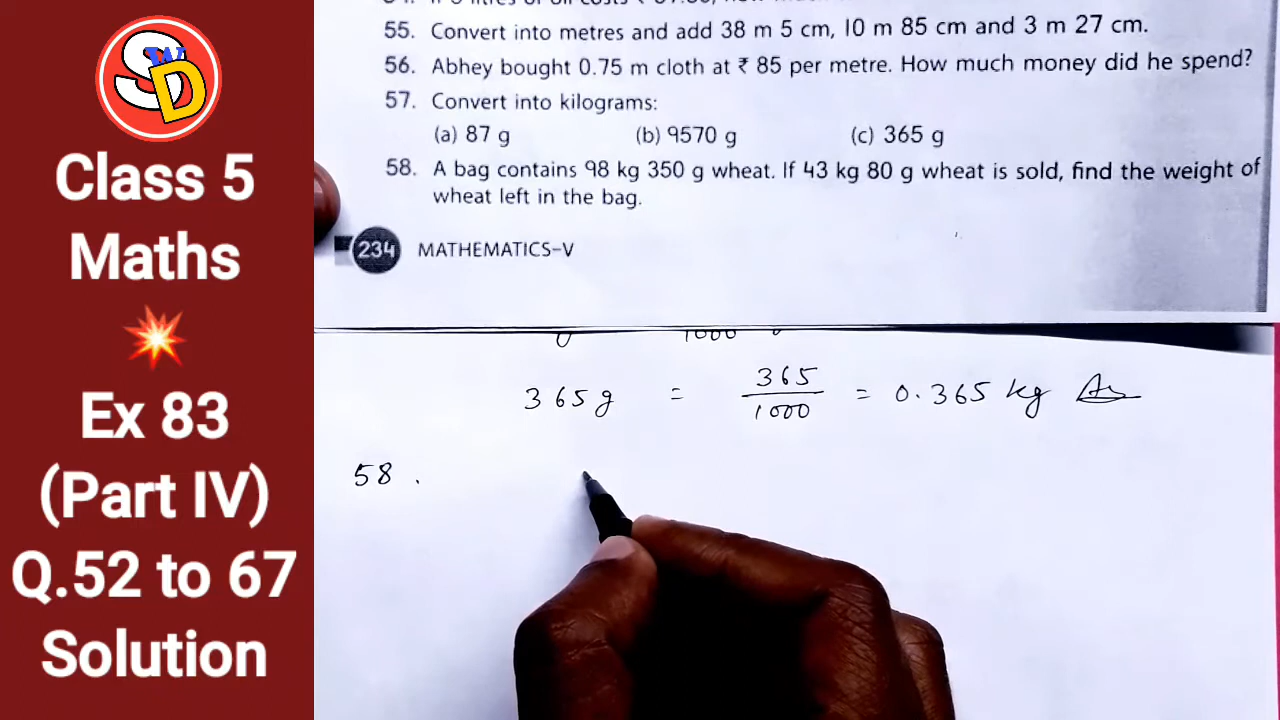 SWD
Class 5
Maths
Ex 83
(Part IV)
Q.52 to 67
Solution
55. Convert into metres and add 38 m 5 cm, 10 m 85 cm and 3 m 27 cm.
56. Abhey bought 0.75 m cloth at ₹ 85 per metre. How much money did he spend?
57. Convert into kilograms:
(a) 87 g (b) 9570 g (c) 365 g
58. A bag contains 98 kg 350 g wheat. If 43 kg 80 g wheat is sold, find the weight of
wheat left in the bag.
234 MATHEMATICS–V
1000
365g = 365/1000 = 0.365 kg Ans
58.